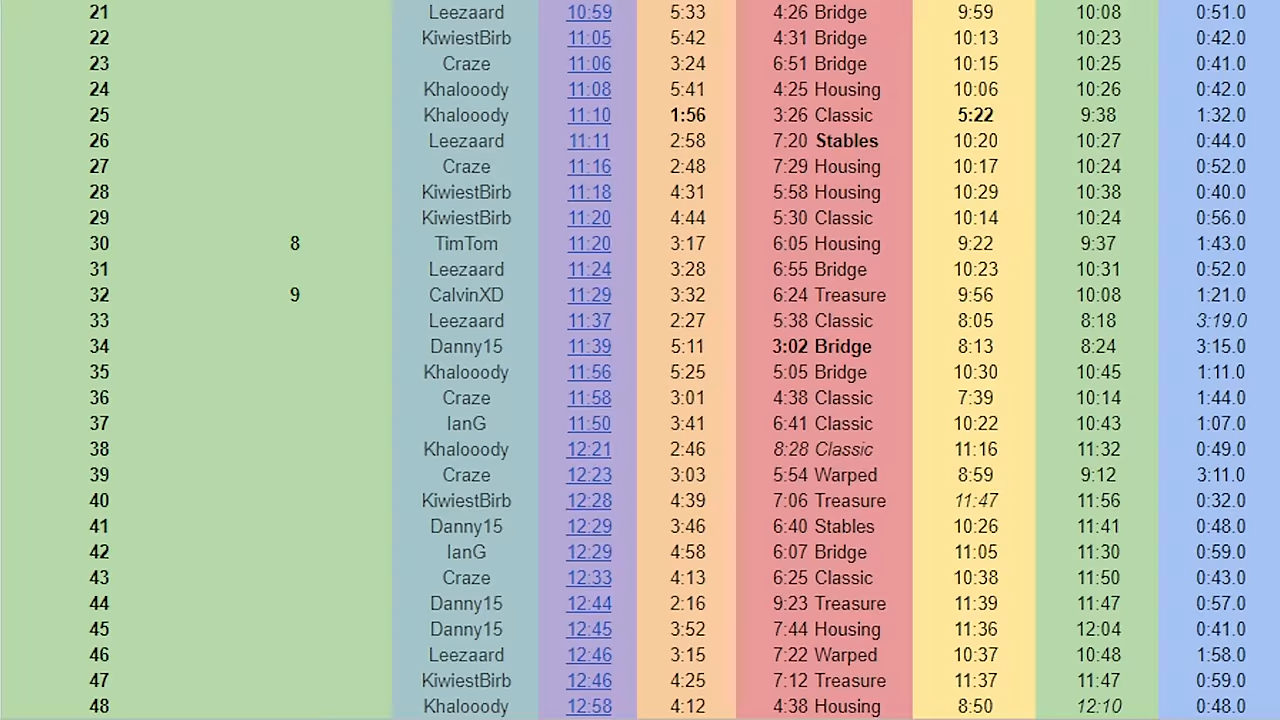 21 Leezaard 10:59 5:33 4:26 Bridge 9:59 10:08 0:51.0
22 KiwiestBirb 11:05 5:42 4:31 Bridge 10:13 10:23 0:42.0
23 Craze 11:06 3:24 6:51 Bridge 10:15 10:25 0:41.0
24 Khalooody 11:08 5:41 4:25 Housing 10:06 10:26 0:42.0
25 Khalooody 11:10 1:56 3:26 Classic 5:22 9:38 1:32.0
26 Leezaard 11:11 2:58 7:20 Stables 10:20 10:27 0:44.0
27 Craze 11:16 2:48 7:29 Housing 10:17 10:24 0:52.0
28 KiwiestBirb 11:18 4:31 5:58 Housing 10:29 10:38 0:40.0
29 KiwiestBirb 11:20 4:44 5:30 Classic 10:14 10:24 0:56.0
30 8 TimTom 11:20 3:17 6:05 Housing 9:22 9:37 1:43.0
31 Leezaard 11:24 3:28 6:55 Bridge 10:23 10:31 0:52.0
32 9 CalvinXD 11:29 3:32 6:24 Treasure 9:56 10:08 1:21.0
33 Leezaard 11:37 2:27 5:38 Classic 8:05 8:18 3:19.0
34 Danny15 11:39 5:11 3:02 Bridge 8:13 8:24 3:15.0
35 Khalooody 11:56 5:25 5:05 Bridge 10:30 10:45 1:11.0
36 Craze 11:58 3:01 4:38 Classic 7:39 10:14 1:44.0
37 IanG 11:50 3:41 6:41 Classic 10:22 10:43 1:07.0
38 Khalooody 12:21 2:46 8:28 Classic 11:16 11:32 0:49.0
39 Craze 12:23 3:03 5:54 Warped 8:59 9:12 3:11.0
40 KiwiestBirb 12:28 4:39 7:06 Treasure 11:47 11:56 0:32.0
41 Danny15 12:29 3:46 6:40 Stables 10:26 11:41 0:48.0
42 IanG 12:29 4:58 6:07 Bridge 11:05 11:30 0:59.0
43 Craze 12:33 4:13 6:25 Classic 10:38 11:50 0:43.0
44 Danny15 12:44 2:16 9:23 Treasure 11:39 11:47 0:57.0
45 Danny15 12:45 3:52 7:44 Housing 11:36 12:04 0:41.0
46 Leezaard 12:46 3:15 7:22 Warped 10:37 10:48 1:58.0
47 KiwiestBirb 12:46 4:25 7:12 Treasure 11:37 11:47 0:59.0
48 Khalooody 12:58 4:12 4:38 Housing 8:50 12:10 0:48.0